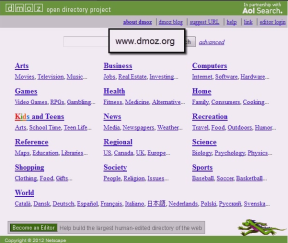 dmoz open directory project
In partnership with
Aol Search.
about dmoz | dmoz blog | suggest URL | help | link | editor login
www.dmoz.org
advanced
Arts Business Computers
Movies, Television, Music... Jobs, Real Estate, Investing... Internet, Software, Hardware...
Games Health Home
Video Games, RPGs, Gambling... Fitness, Medicine, Alternative... Family, Consumers, Cooking...
Kids and Teens News Recreation
Arts, School Time, Teen Life... Media, Newspapers, Weather... Travel, Food, Outdoors, Humor...
Reference Regional Science
Maps, Education, Libraries... US, Canada, UK, Europe... Biology, Psychology, Physics...
Shopping Society Sports
Clothing, Food, Gifts... People, Religion, Issues... Baseball, Soccer, Basketball...
World
Català, Dansk, Deutsch, Español, Français, Italiano, 日本語, Nederlands, Polski, Русский, Svenska...
Become an Editor Help build the largest human-edited directory of the web
Copyright © 2012 Netscape